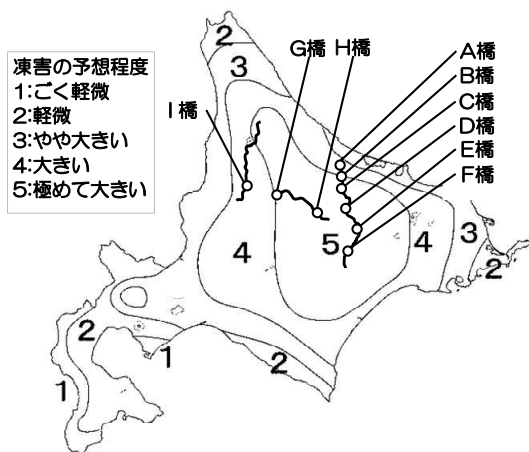 凍害の予想程度
1:ごく軽微
2:軽微
3:やや大きい
4:大きい
5:極めて大きい
2
3
G橋
H橋
A橋
B橋
C橋
D橋
E橋
F橋
I橋
5
4
4
3
2
2
1
1
2